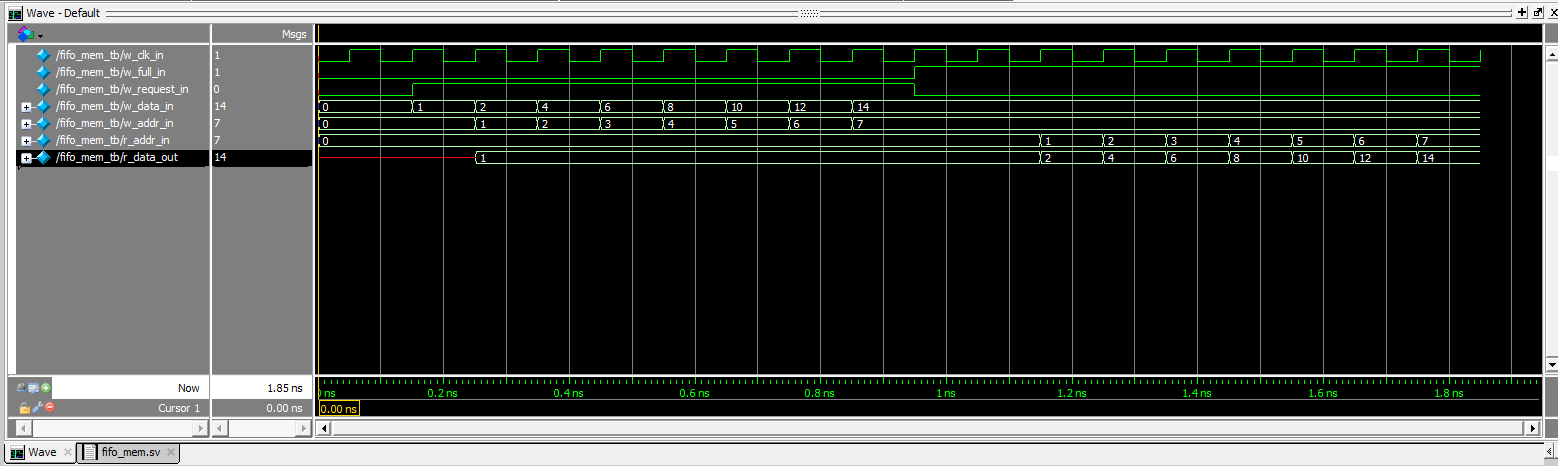 Wave - Default
Msgs
/fifo_mem_tb/w_clk_in 1
/fifo_mem_tb/w_full_in 1
/fifo_mem_tb/w_request_in 0
/fifo_mem_tb/w_data_in 14 0 1 2 4 6 8 10 12 14
/fifo_mem_tb/w_addr_in 7 0 1 2 3 4 5 6 7
/fifo_mem_tb/r_addr_in 7 0 1 2 3 4 5 6 7
/fifo_mem_tb/r_data_out 14 1 2 4 6 8 10 12 14
Now 1.85 ns ns 0.2 ns 0.4 ns 0.6 ns 0.8 ns 1 ns 1.2 ns 1.4 ns 1.6 ns 1.8 ns
Cursor 1 0.00 ns 0.00 ns
Wave fifo_mem.sv